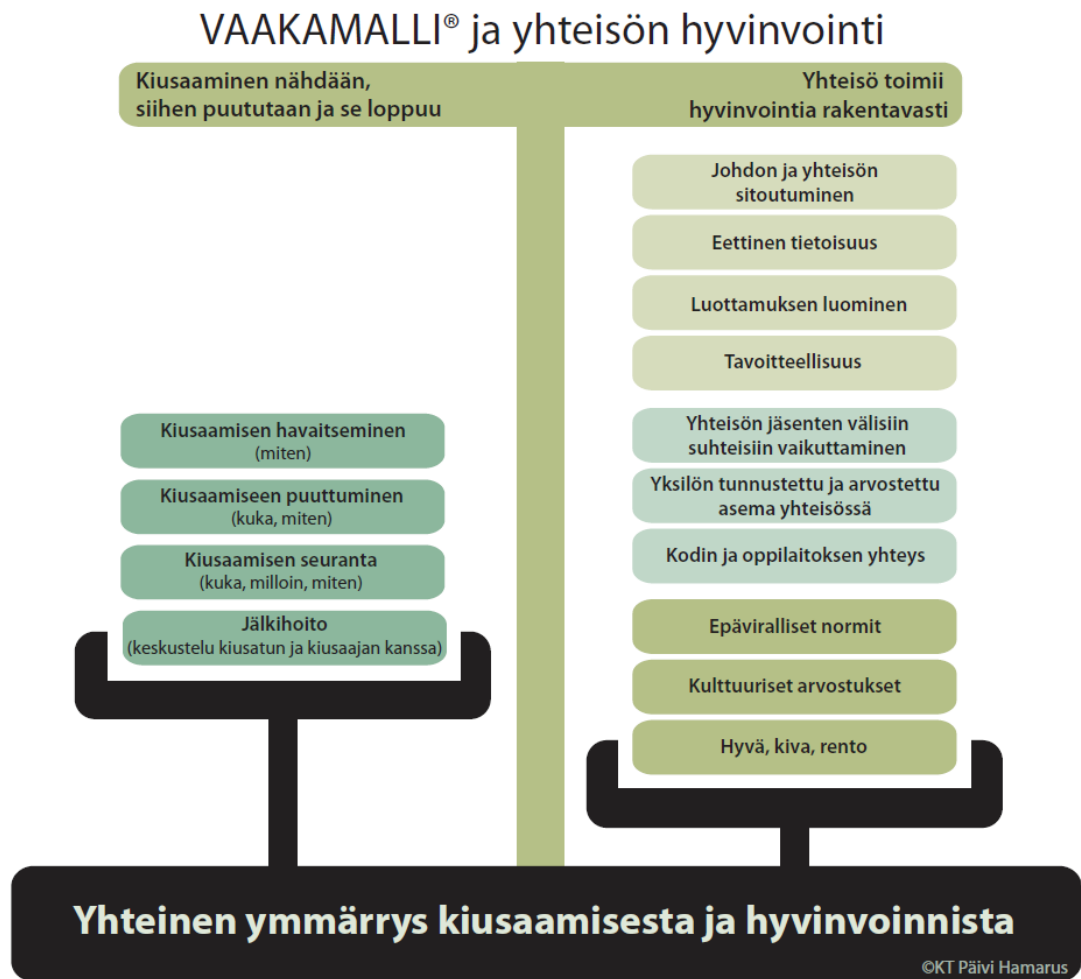 VAAKAMALLI® ja yhteisön hyvinvointi
Kiusaaminen nähdään,
siihen puututaan ja se loppuu
Yhteisö toimii
hyvinvointia rakentavasti
Kiusaamisen havaitseminen
(miten)
Kiusaamiseen puuttuminen
(kuka, miten)
Kiusaamisen seuranta
(kuka, milloin, miten)
Jälkihoito
(keskustelu kiusatun ja kiusaajan kanssa)
Johdon ja yhteisön
sitoutuminen
Eettinen tietoisuus
Luottamuksen luominen
Tavoitteellisuus
Yhteisön jäsenten välisiin
suhteisiin vaikuttaminen
Yksilön tunnustettu ja arvostettu
asema yhteisössä
Kodin ja oppilaitoksen yhteys
Epäviralliset normit
Kulttuuriset arvostukset
Hyvä, kiva, rento
Yhteinen ymmärrys kiusaamisesta ja hyvinvoinnista
©KT Päivi Hamarus